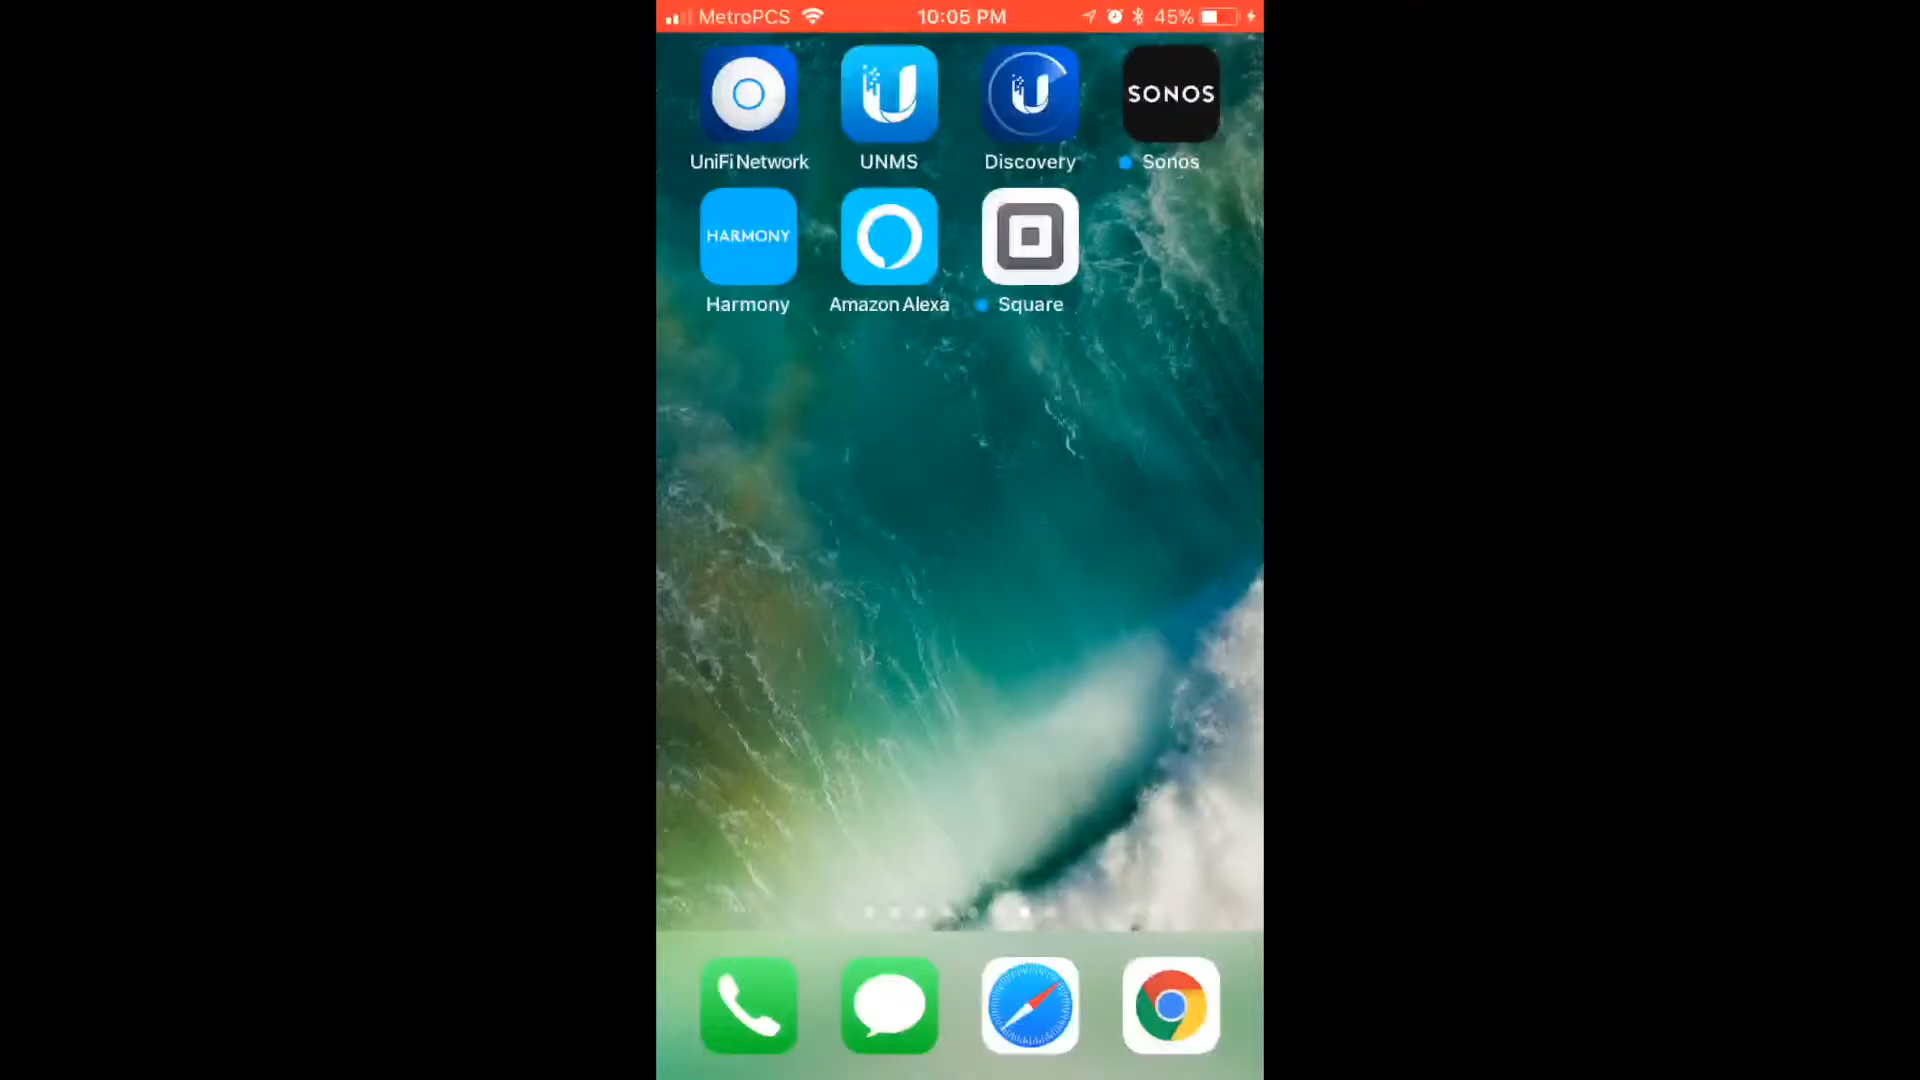 MetroPCS 10:05 PM 45%
SONOS
UniFi Network UNMS Discovery Sonos
HARMONY
Harmony Amazon Alexa Square